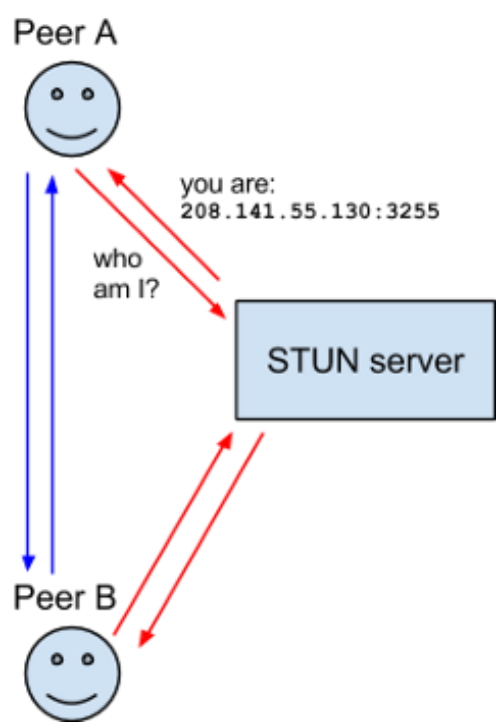 Peer A
you are:
208.141.55.130:3255
who
am I?
STUN server
Peer B